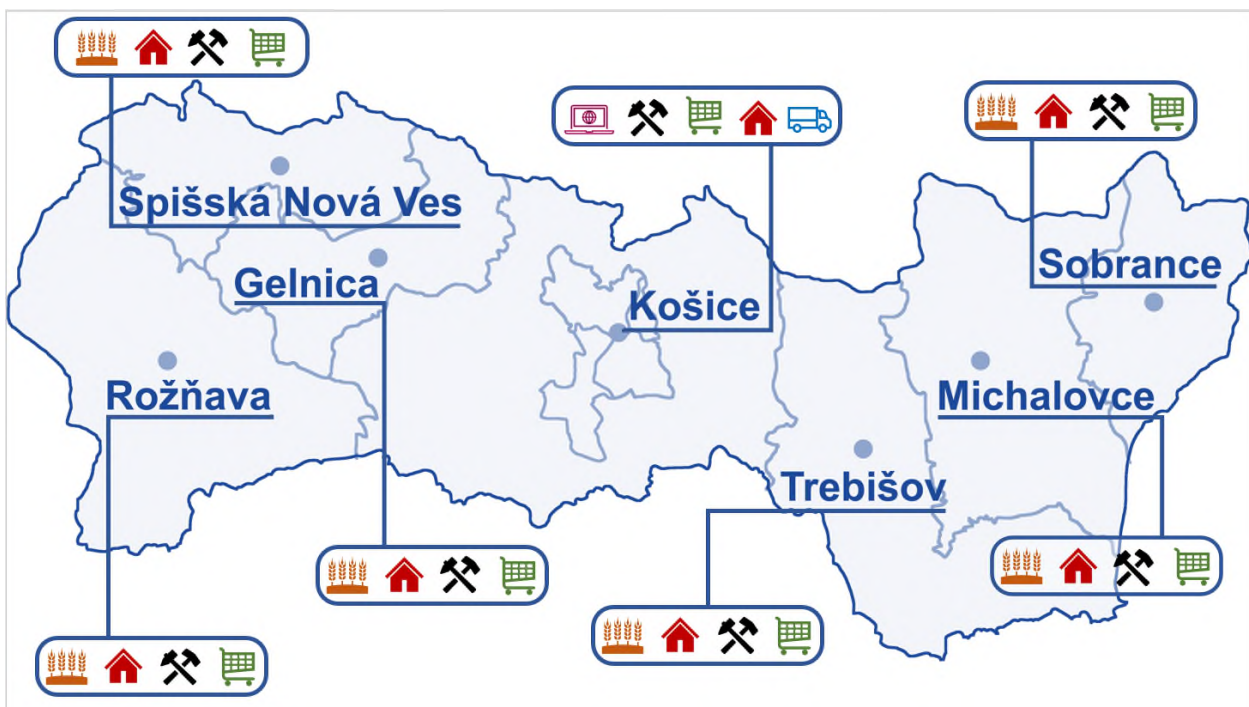 Spišská Nová Ves
Sobrance
Gelnica
Košice
Rožňava
Michalovce
Trebišov